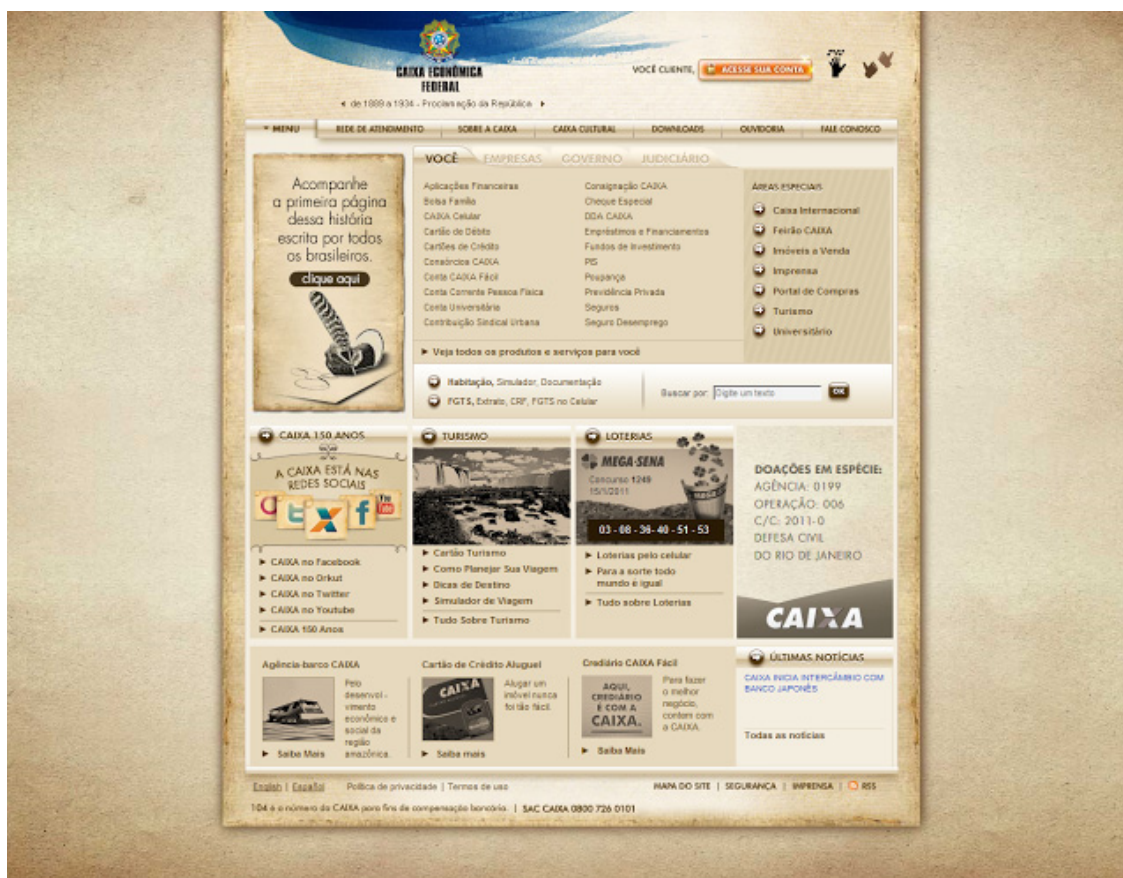 CAIXA ECONÔMICA
FEDERAL
VOCÊ CLIENTE, ACESSE SUA CONTA
de 1889 a 1934 - Proclamação da República
MENU REDE DE ATENDIMENTO SOBRE A CAIXA CAIXA CULTURAL DOWNLOADS OUVIDORIA FALE CONOSCO
Acompanhe
a primeira página
dessa história
escrita por todos
os brasileiros.
clique aqui
VOCÊ EMPRESAS GOVERNO JUDICIÁRIO
Aplicações Financeiras
Bolsa Família
CAIXA Celular
Cartão de Débito
Cartões de Crédito
Consórcios CAIXA
Conta CAIXA Fácil
Conta Corrente Pessoa Física
Conta Universitária
Contribuição Sindical Urbana
Consignação CAIXA
Cheque Especial
DDA CAIXA
Empréstimos e Financiamentos
Fundos de Investimento
PIS
Poupança
Previdência Privada
Seguros
Seguro Desemprego
Veja todos os produtos e serviços para você
ÁREAS ESPECIAIS
Caixa Internacional
Feirão CAIXA
Imóveis a Venda
Imprensa
Portal de Compras
Turismo
Universitário
Habitação, Simulador, Documentação
FGTS, Extrato, CRF, FGTS no Celular
Buscar por: Digite um texto OK
CAIXA 150 ANOS
A CAIXA ESTÁ NAS
REDES SOCIAIS
You
Tube
CAIXA no Facebook
CAIXA no Orkut
CAIXA no Twitter
CAIXA no Youtube
CAIXA 150 Anos
TURISMO
Cartão Turismo
Como Planejar Sua Viagem
Dicas de Destino
Simulador de Viagem
Tudo Sobre Turismo
LOTERIAS
MEGA-SENA
Concurso 1249
15/1/2011
MEGA
03 - 08 - 36 - 40 - 51 - 53
Loterias pelo celular
Para a sorte todo
mundo é igual
Tudo sobre Loterias
DOAÇÕES EM ESPÉCIE:
AGÊNCIA: 0199
OPERAÇÃO: 006
C/C: 2011-0
DEFESA CIVIL
DO RIO DE JANEIRO
CAIXA
Agência-barco CAIXA
Pelo
desenvol -
vimento
econômico e
social da
região
amazônica.
Saiba Mais
Cartão de Crédito Aluguel
CAIXA
Alugar um
imóvel nunca
foi tão fácil.
Saiba mais
Crediário CAIXA Fácil
AQUI,
CREDIÁRIO
É COM A
CAIXA.
Para fazer
o melhor
negócio,
contem com
a CAIXA.
Saiba Mais
ÚLTIMAS NOTÍCIAS
CAIXA INICIA INTERCÂMBIO COM
BANCO JAPONÊS
Todas as notícias
English | Español Política de privacidade | Termos de uso MAPA DO SITE | SEGURANÇA | IMPRENSA | RSS
104 é o número da CAIXA para fins de compensação bancária. | SAC CAIXA 0800 726 0101